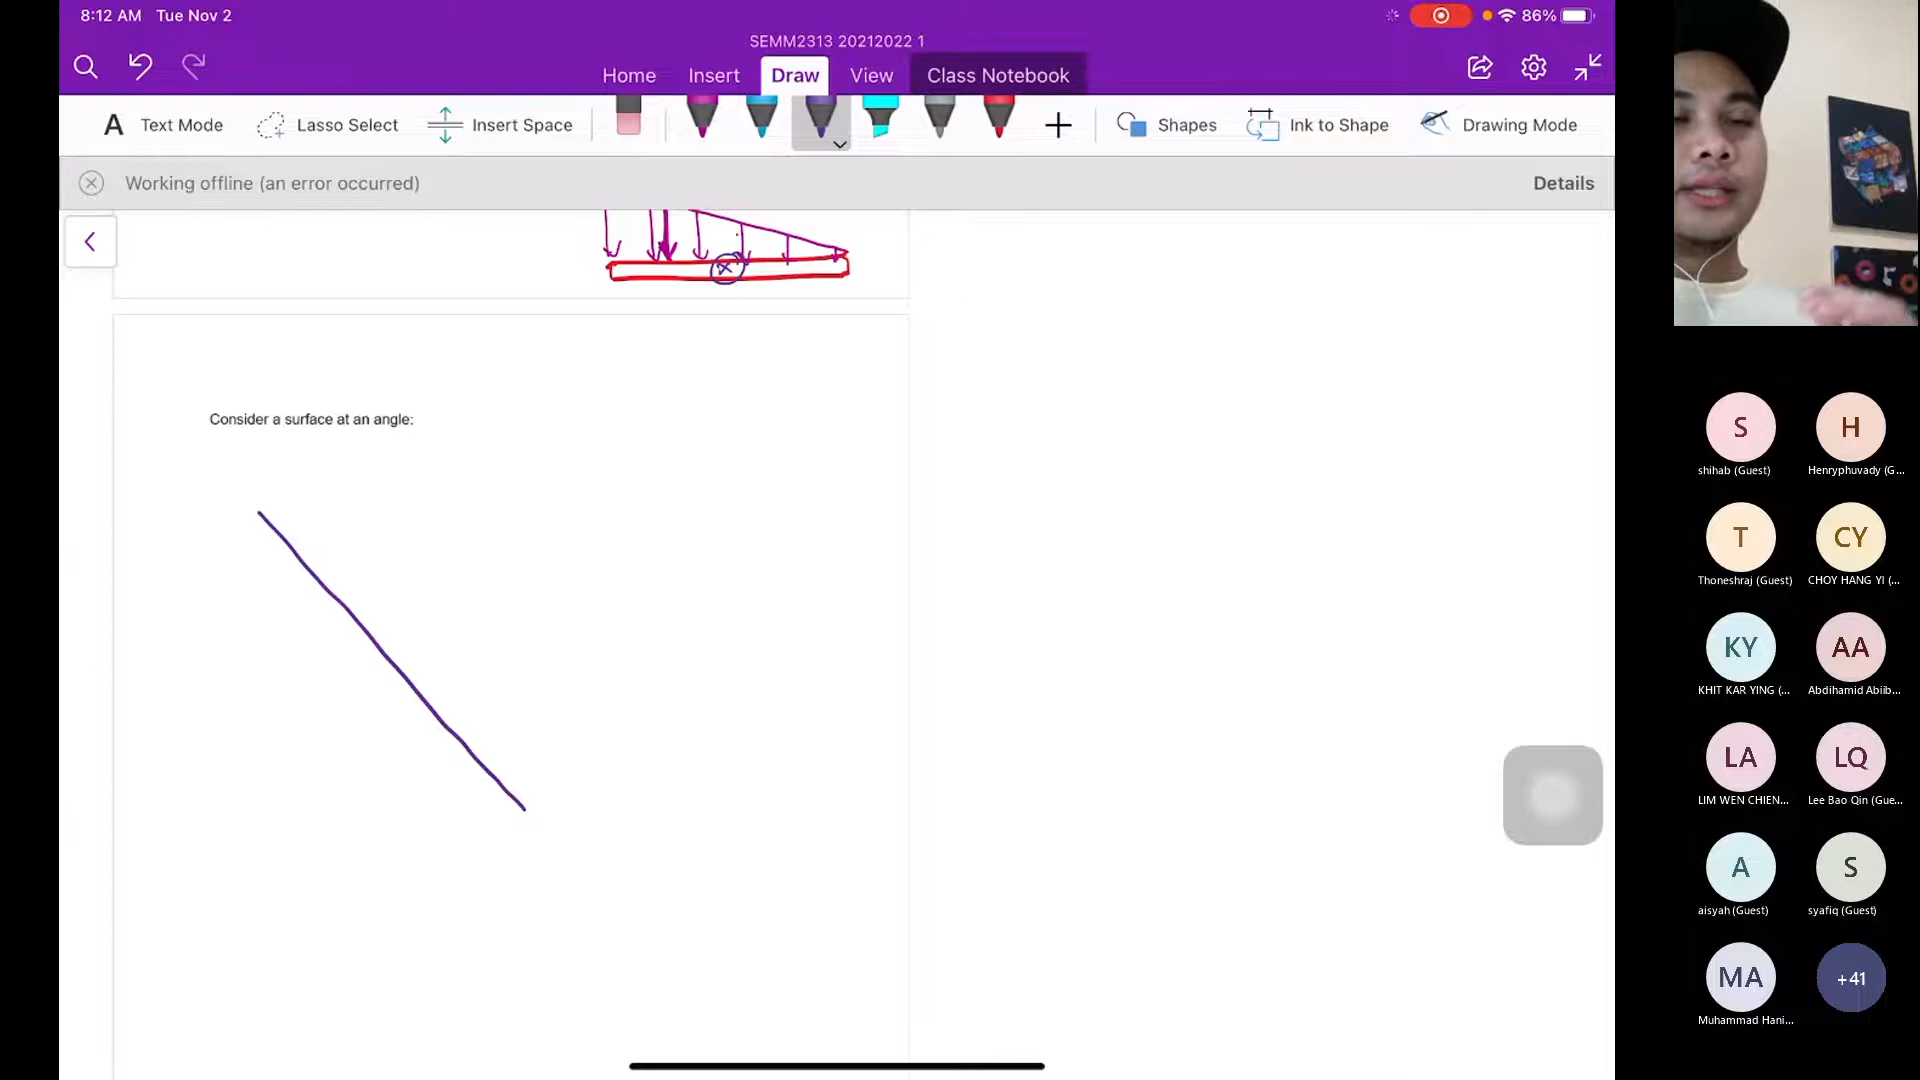 8:12 AM Tue Nov 2
86%
SEMM2313 20212022 1
Home Insert Draw View Class Notebook
A Text Mode Lasso Select Insert Space Shapes Ink to Shape Drawing Mode
Working offline (an error occurred) Details
x
Consider a surface at an angle:
S H
shihab (Guest) Henryphuvady (G...
T CY
Thoneshraj (Guest) CHOY HANG YI (...
KY AA
KHIT KAR YING (... Abdihamid Abiib...
LA LQ
LIM WEN CHIEN... Lee Bao Qin (Gue...
A S
aisyah (Guest) syafiq (Guest)
MA +41
Muhammad Hani...